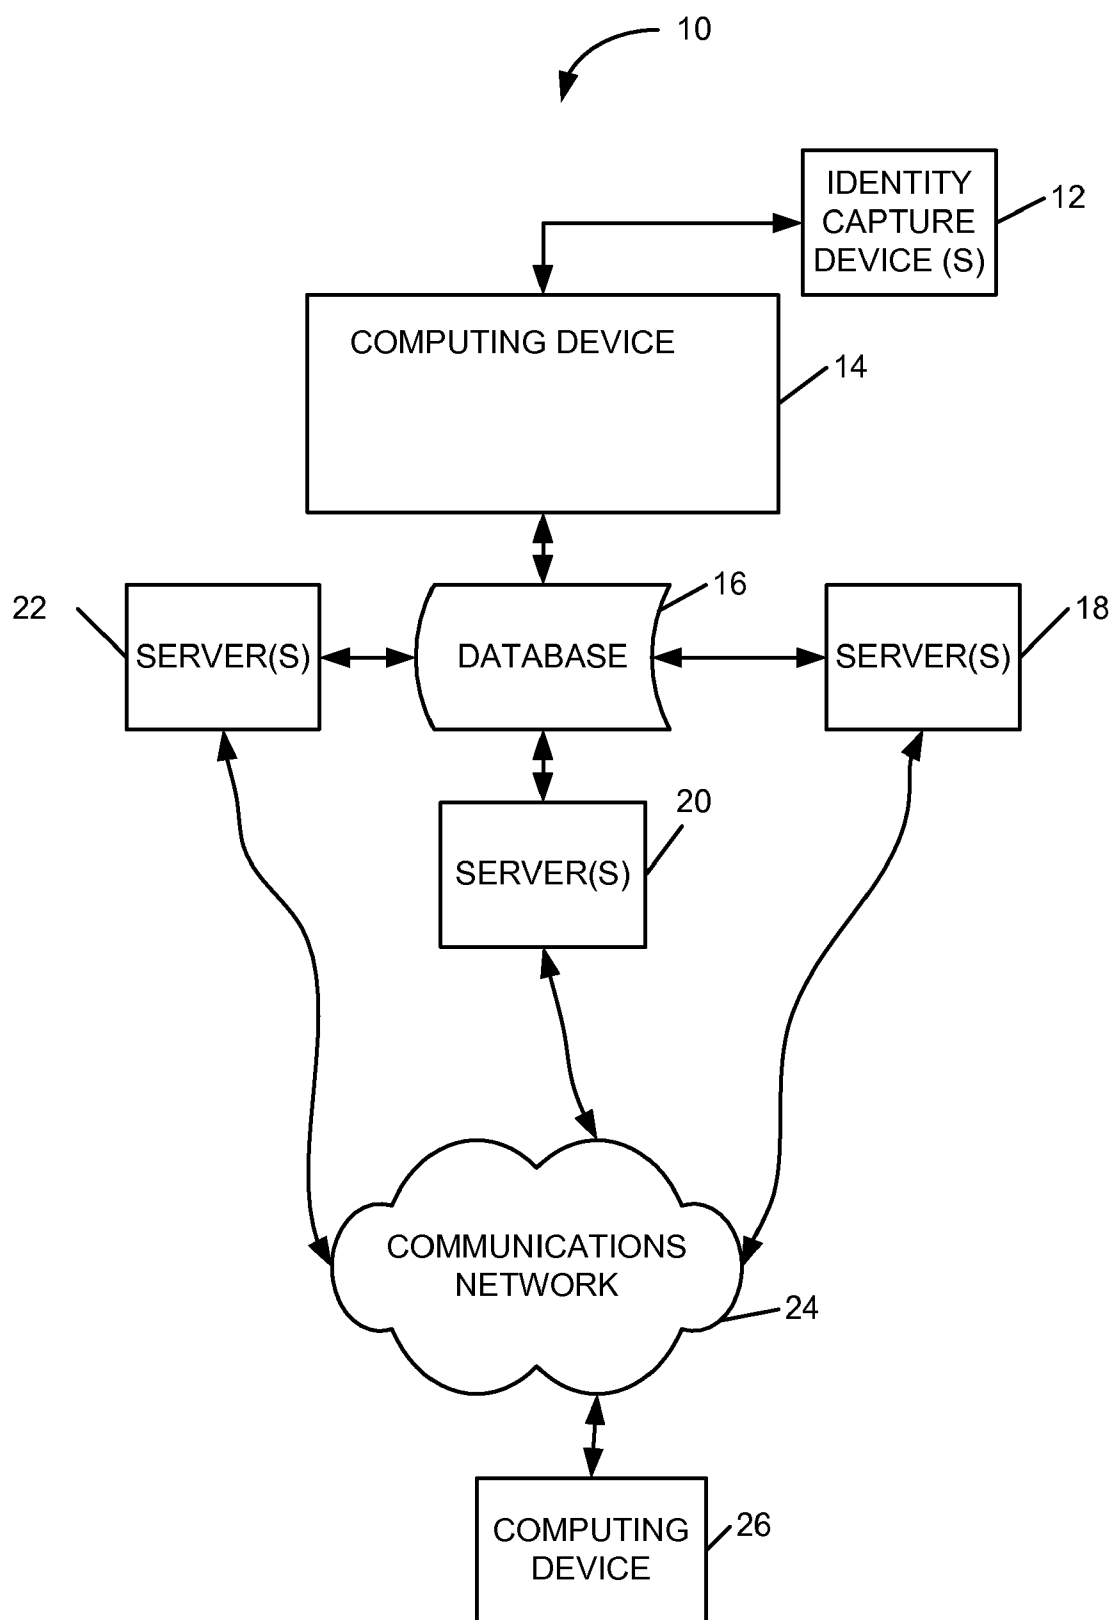 10
IDENTITY
CAPTURE
DEVICE (S)
12
COMPUTING DEVICE
14
22
SERVER(S)
DATABASE
16
SERVER(S)
18
SERVER(S)
20
COMMUNICATIONS
NETWORK
24
COMPUTING
DEVICE
26